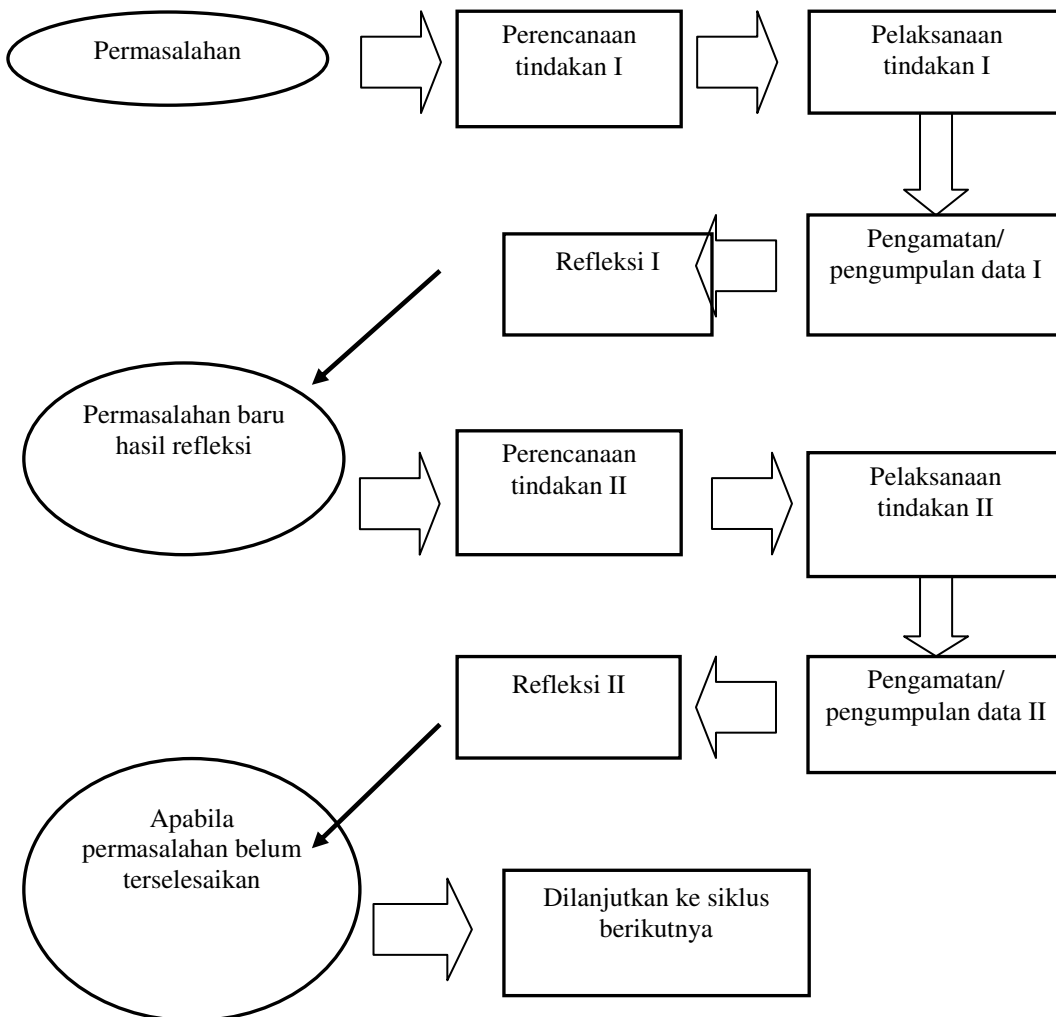 Permasalahan
Perencanaan
tindakan I
Pelaksanaan
tindakan I
Pengamatan/
pengumpulan data I
Refleksi I
Permasalahan baru
hasil refleksi
Perencanaan
tindakan II
Pelaksanaan
tindakan II
Pengamatan/
pengumpulan data II
Refleksi II
Apabila
permasalahan belum
terselesaikan
Dilanjutkan ke siklus
berikutnya